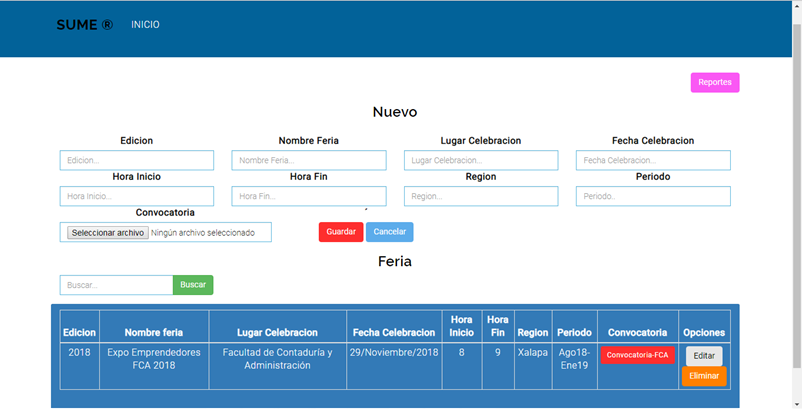 SUME ® INICIO
Reportes
Nuevo
Edicion Nombre Feria Lugar Celebracion Fecha Celebracion
Edicion... Nombre Feria... Lugar Celebracion... Fecha Celebracion...
Hora Inicio Hora Fin Region Periodo
Hora Inicio... Hora Fin... Region... Periodo..
Convocatoria
Seleccionar archivo Ningún archivo seleccionado Guardar Cancelar
Feria
Buscar... Buscar
Edicion Nombre feria Lugar Celebracion Fecha Celebracion Hora Inicio Hora Fin Region Periodo Convocatoria Opciones
2018 Expo Emprendedores FCA 2018 Facultad de Contaduría y Administración 29/Noviembre/2018 8 9 Xalapa Ago18-Ene19 Convocatoria-FCA Editar
Eliminar